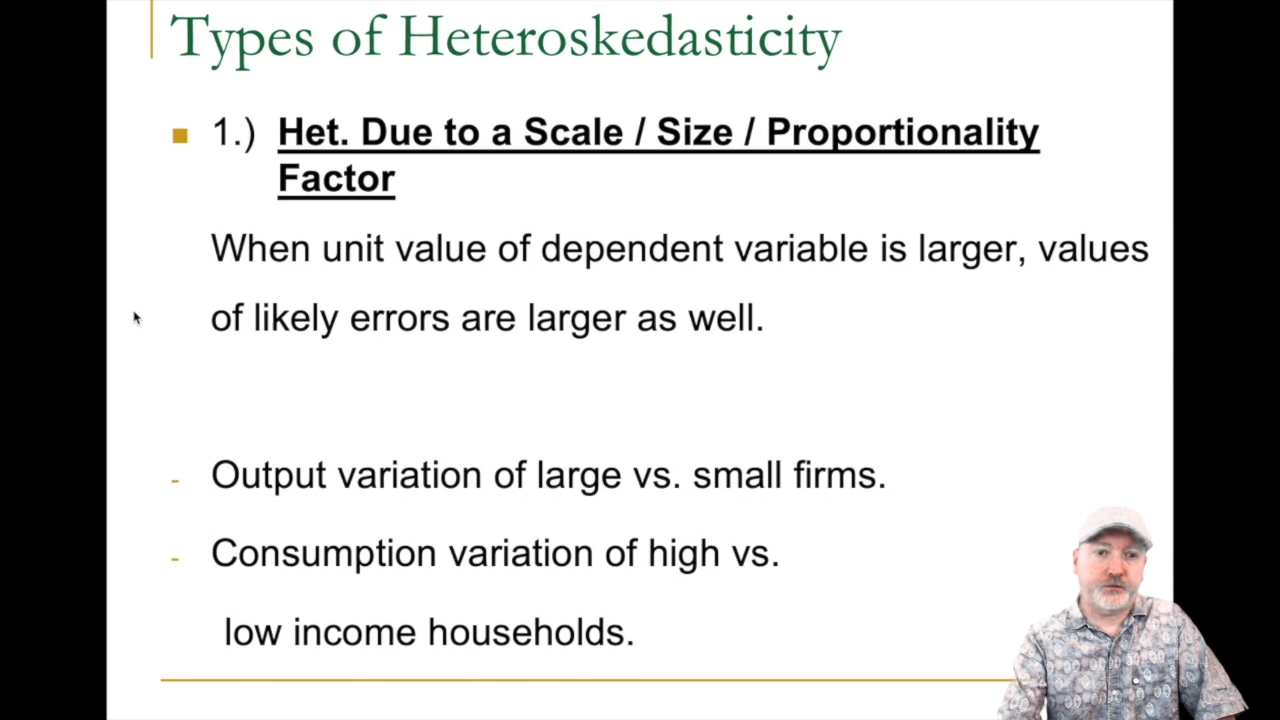 Types of Heteroskedasticity
1.) Het. Due to a Scale / Size / Proportionality
Factor
When unit value of dependent variable is larger, values
of likely errors are larger as well.
- Output variation of large vs. small firms.
- Consumption variation of high vs.
low income households.